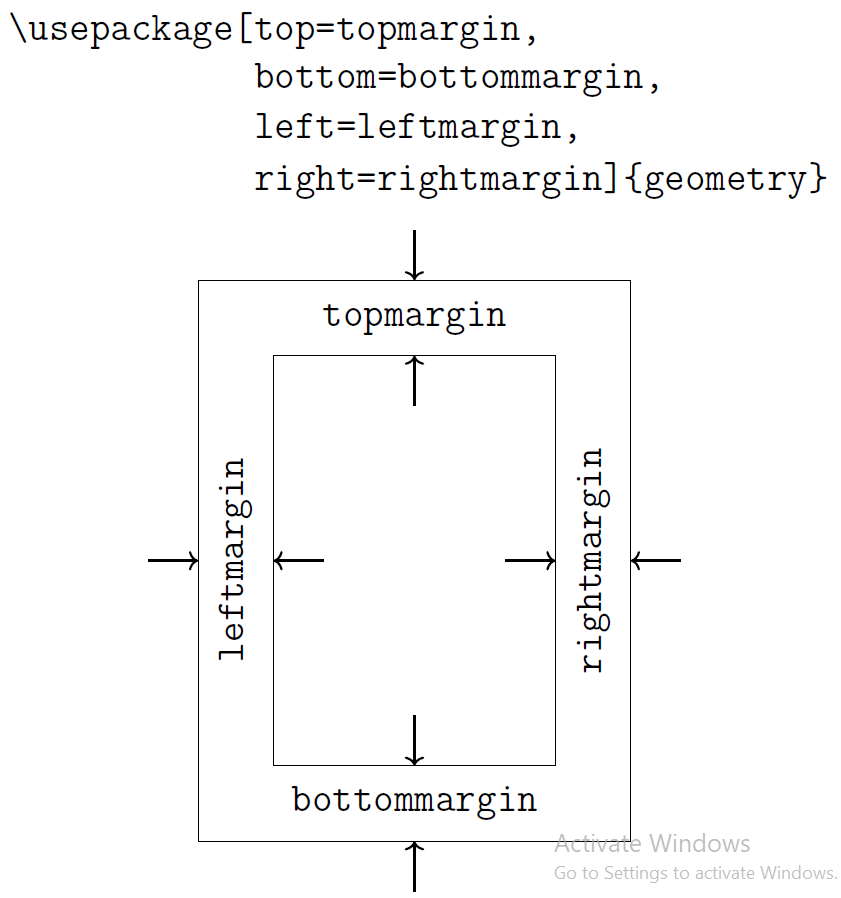 \usepackage[top=topmargin,
bottom=bottommargin,
left=leftmargin,
right=rightmargin]{geometry}
topmargin
leftmargin
rightmargin
bottommargin
Activate Windows
Go to Settings to activate Windows.